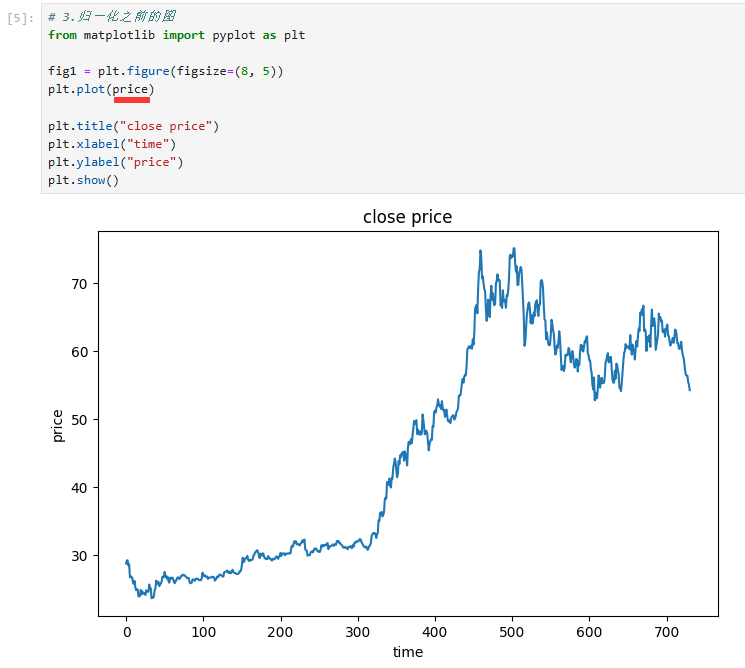 [5]:
# 3.归一化之前的图
from matplotlib import pyplot as plt
fig1 = plt.figure(figsize=(8, 5))
plt.plot(price)
plt.title("close price")
plt.xlabel("time")
plt.ylabel("price")
plt.show()
close price
70
60
50
40
30
price
0 100 200 300 400 500 600 700
time